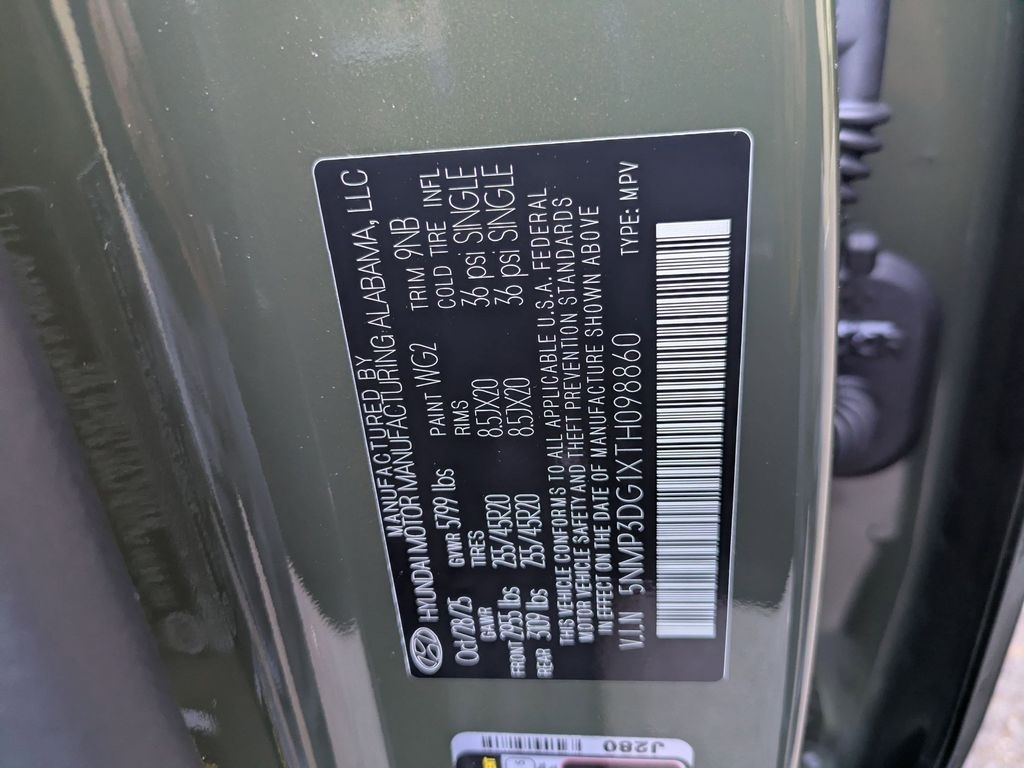 MANUFACTURED BY
HYUNDAI MOTOR MANUFACTURING ALABAMA, LLC
Oct/28/25 GVWR 5799 lbs PAINT WG2 TRIM 9NB
GAWR TIRES RIMS COLD TIRE INFL
FRONT 2955 lbs 255/45R20 8.5JX20 36 psi SINGLE
REAR 3109 lbs 255/45R20 8.5JX20 36 psi SINGLE
THIS VEHICLE CONFORMS TO ALL APPLICABLE U.S.A. FEDERAL
MOTOR VEHICLE SAFETY AND THEFT PREVENTION STANDARDS
IN EFFECT ON THE DATE OF MANUFACTURE SHOWN ABOVE
V.I.N 5NMP3DG1XTH098860 TYPE: MPV
J280